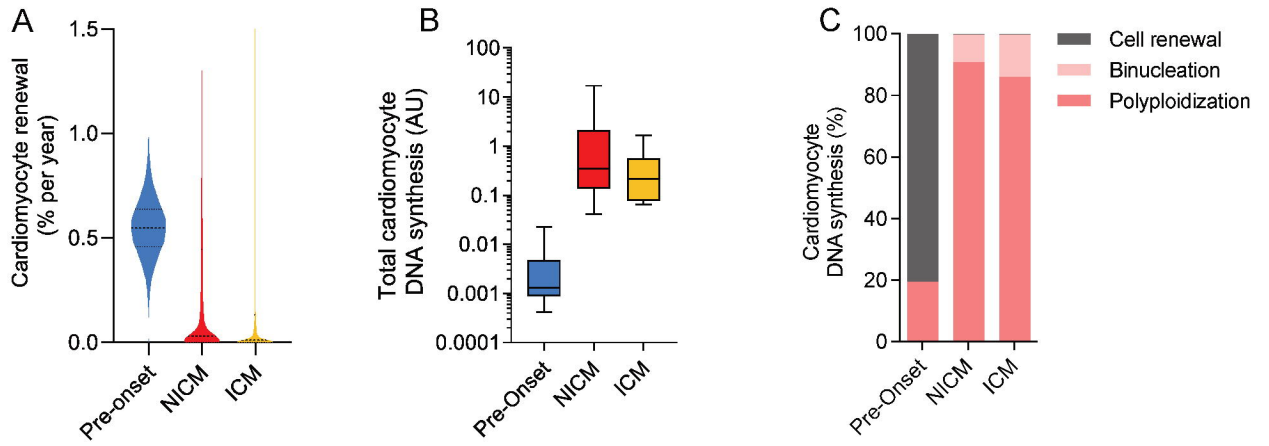 A
Cardiomyocyte renewal
(% per year)
1.5
1.0
0.5
0.0
Pre-onset
NICM
ICM
B
Total cardiomyocyte
DNA synthesis (AU)
100
10
1
0.1
0.01
0.001
0.0001
Pre-Onset
NICM
ICM
C
Cardiomyocyte
DNA synthesis (%)
100
80
60
40
20
0
Pre-Onset
NICM
ICM
Cell renewal
Binucleation
Polyploidization